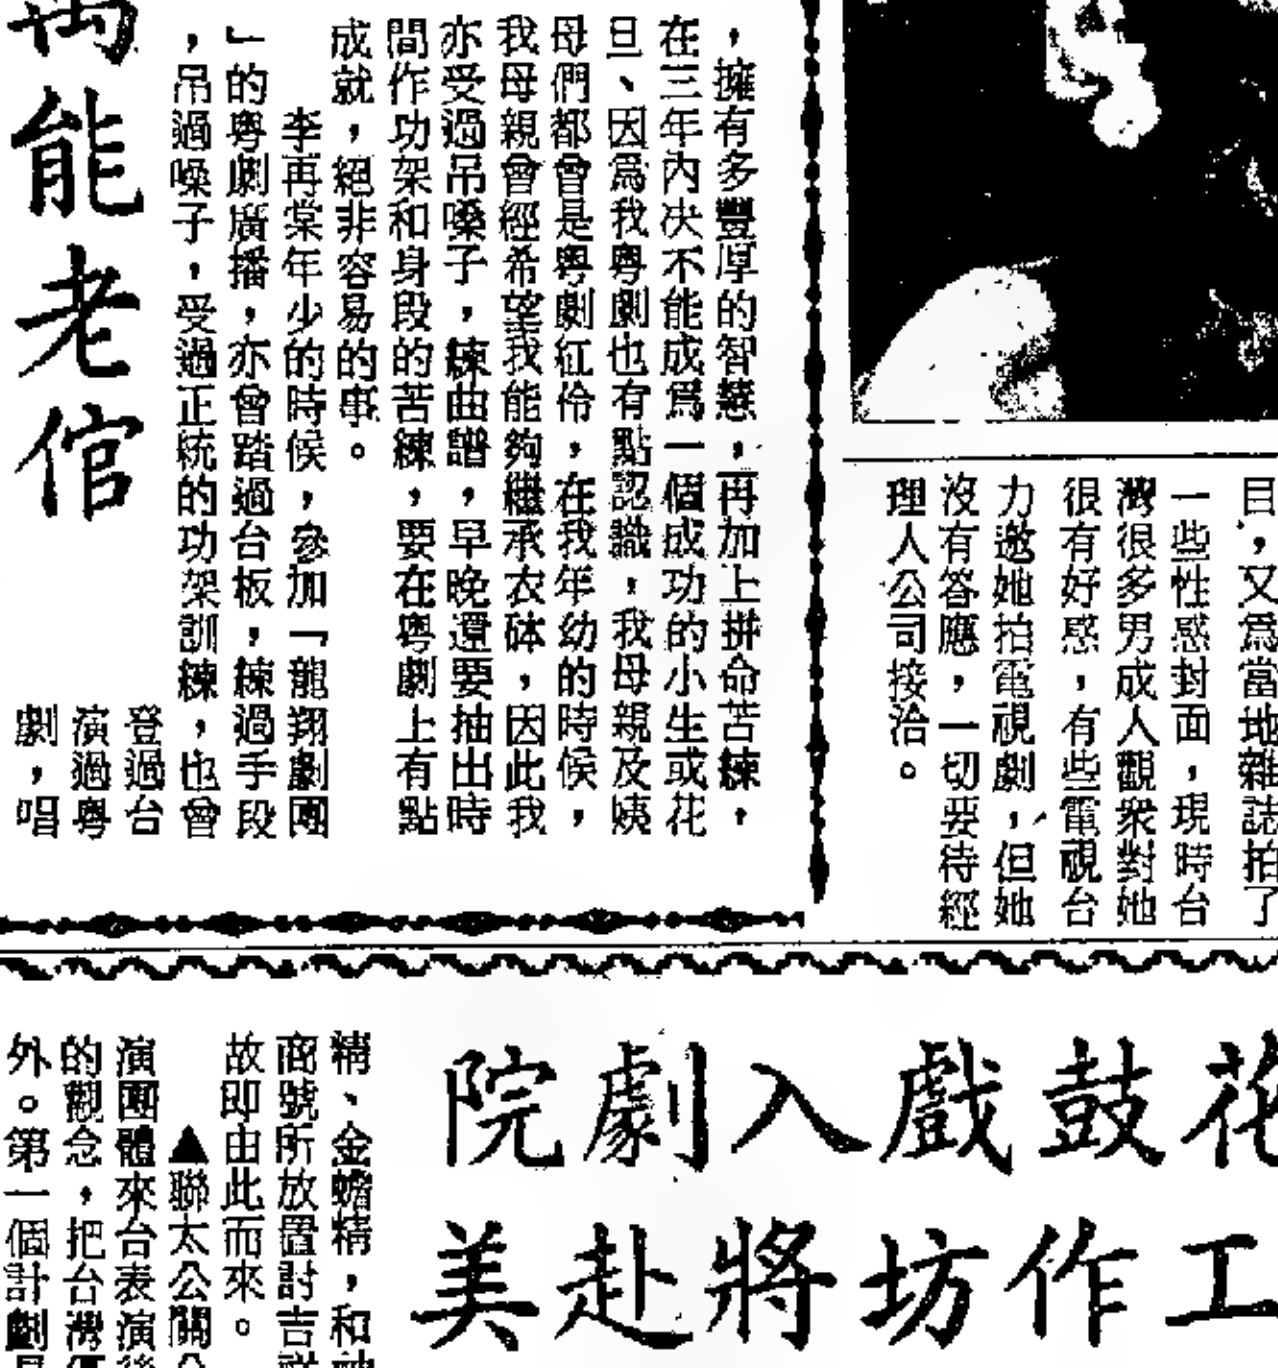 目，又爲當地雜誌拍了
一些性感封面，現時台
灣很多男成人觀衆對她
很有好感，有些電視台
力邀她拍電視劇，但她
沒有答應，一切要待經
理人公司接洽。
，擁有多豐厚的智慧，再加上拼命苦練，
在三年內决不能成爲一個成功的小生或花
旦、因爲我粤劇也有點認識，我母親及姨
母們都曾是粤劇紅伶，在我年幼的時候，
我母親曾經希望我能夠繼承衣砵，因此我
亦受過吊嗓子，練曲譜，早晚還要抽出時
間作功架和身段的苦練，要在粤劇上有點
成就，絕非容易的事。
李再棠年少的時候，參加「龍翔劇團
」的粤劇廣播，亦曾踏過台板，練過手段
，吊過嗓子，受過正統的功架訓練，也曾
登過台
演過粤
劇，唱
萬能老倌
花鼓戲入劇院
工作坊將赴美
精、金蟾精，和
商號所放置討吉
故即由此而來。
▲聯太公關
演團體來台表演
的觀念，把台灣
外。第一個計劃